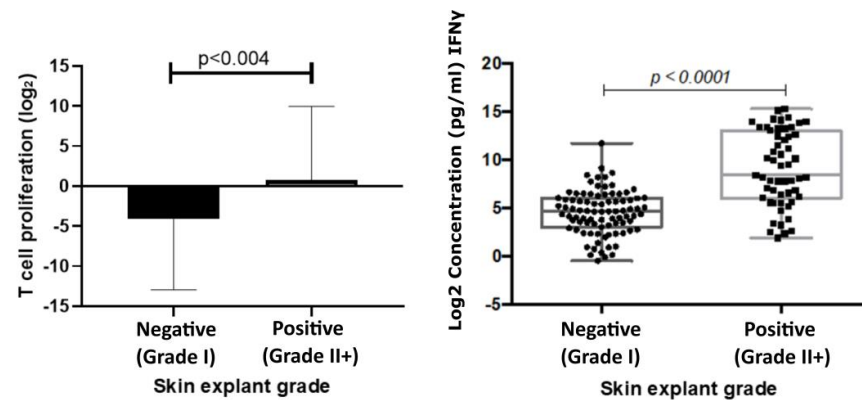 p<0.004
T cell proliferation (log2)
15
10
5
0
-5
-10
-15
Negative
(Grade I)
Positive
(Grade II+)
Skin explant grade
Log2 Concentration (pg/ml) IFNγ
p < 0.0001
20
15
10
5
0
-5
Negative
(Grade I)
Positive
(Grade II+)
Skin explant grade